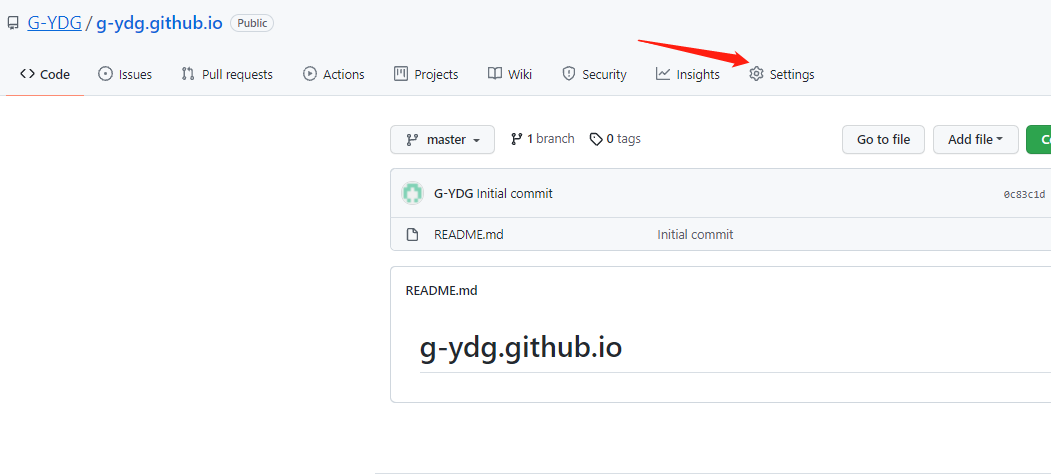 G-YDG / g-ydg.github.io Public
Code Issues Pull requests Actions Projects Wiki Security Insights Settings
master 1 branch 0 tags Go to file Add file
G-YDG Initial commit 0c83c1d
README.md Initial commit
README.md
g-ydg.github.io